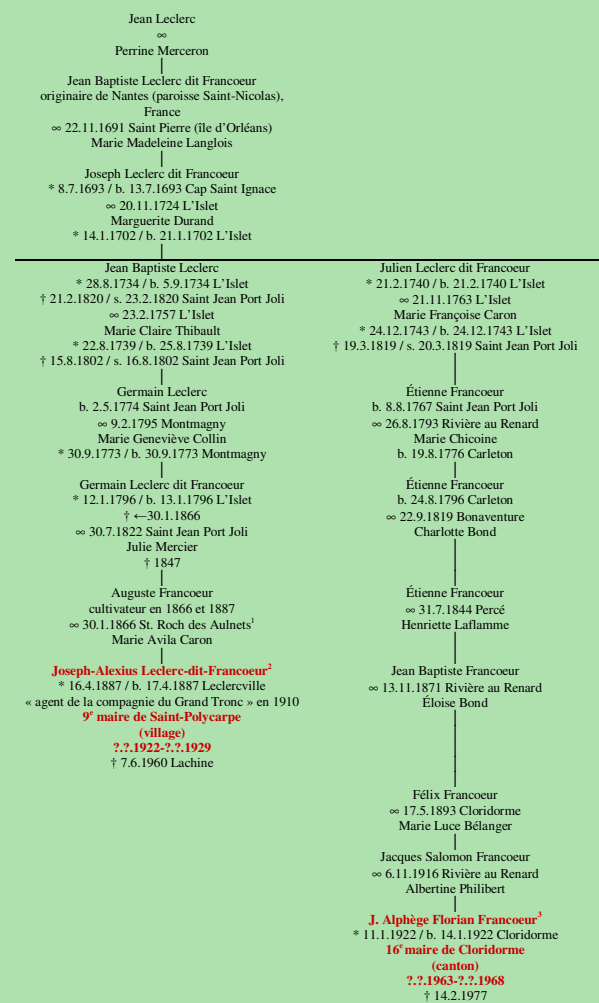 Jean Leclerc
∞
Perrine Merceron
Jean Baptiste Leclerc dit Francoeur
originaire de Nantes (paroisse Saint-Nicolas),
France
∞ 22.11.1691 Saint Pierre (île d’Orléans)
Marie Madeleine Langlois
Joseph Leclerc dit Francoeur
* 8.7.1693 / b. 13.7.1693 Cap Saint Ignace
∞ 20.11.1724 L’Islet
Marguerite Durand
* 14.1.1702 / b. 21.1.1702 L’Islet
Jean Baptiste Leclerc
* 28.8.1734 / b. 5.9.1734 L’Islet
† 21.2.1820 / s. 23.2.1820 Saint Jean Port Joli
∞ 23.2.1757 L’Islet
Marie Claire Thibault
* 22.8.1739 / b. 25.8.1739 L’Islet
† 15.8.1802 / s. 16.8.1802 Saint Jean Port Joli
Germain Leclerc
b. 2.5.1774 Saint Jean Port Joli
∞ 9.2.1795 Montmagny
Marie Geneviève Collin
* 30.9.1773 / b. 30.9.1773 Montmagny
Germain Leclerc dit Francoeur
* 12.1.1796 / b. 13.1.1796 L’Islet
† ←30.1.1866
∞ 30.7.1822 Saint Jean Port Joli
Julie Mercier
† 1847
Auguste Francoeur
cultivateur en 1866 et 1887
∞ 30.1.1866 St. Roch des Aulnets¹
Marie Avila Caron
Joseph-Alexius Leclerc-dit-Francoeur²
* 16.4.1887 / b. 17.4.1887 Leclercville
« agent de la compagnie du Grand Tronc » en 1910
9e maire de Saint-Polycarpe
(village)
?.?.1922-?.?.1929
† 7.6.1960 Lachine
Julien Leclerc dit Francoeur
* 21.2.1740 / b. 21.2.1740 L’Islet
∞ 21.11.1763 L’Islet
Marie Françoise Caron
* 24.12.1743 / b. 24.12.1743 L’Islet
† 19.3.1819 / s. 20.3.1819 Saint Jean Port Joli
Étienne Francoeur
b. 8.8.1767 Saint Jean Port Joli
∞ 26.8.1793 Rivière au Renard
Marie Chicoine
b. 19.8.1776 Carleton
Étienne Francoeur
b. 24.8.1796 Carleton
∞ 22.9.1819 Bonaventure
Charlotte Bond
Étienne Francoeur
∞ 31.7.1844 Percé
Henriette Laflamme
Jean Baptiste Francoeur
∞ 13.11.1871 Rivière au Renard
Éloise Bond
Félix Francoeur
∞ 17.5.1893 Cloridorme
Marie Luce Bélanger
Jacques Salomon Francoeur
∞ 6.11.1916 Rivière au Renard
Albertine Philibert
J. Alphège Florian Francoeur³
* 11.1.1922 / b. 14.1.1922 Cloridorme
16e maire de Cloridorme
(canton)
?.?.1963-?.?.1968
† 14.2.1977